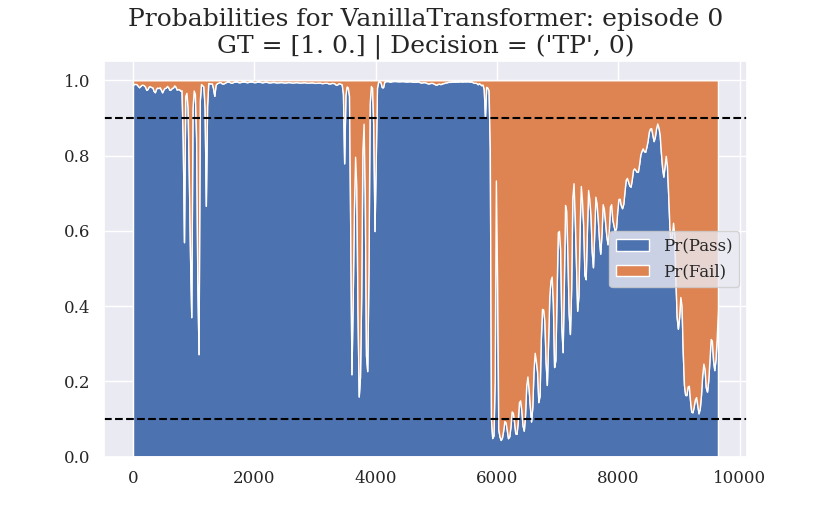 Probabilities for VanillaTransformer: episode 0
GT = [1. 0.] | Decision = ('TP', 0)
1.0
0.8
0.6
0.4
0.2
0.0
Pr(Pass)
Pr(Fail)
0 2000 4000 6000 8000 10000